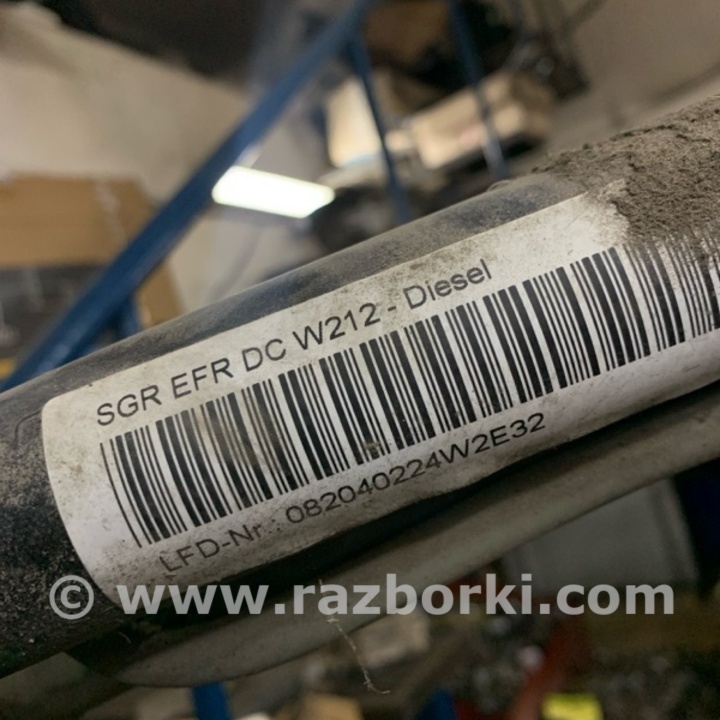 SGR EFR DC W212 - Diesel
LFD-Nr.: 082040224W2E32
© www.razborki.com